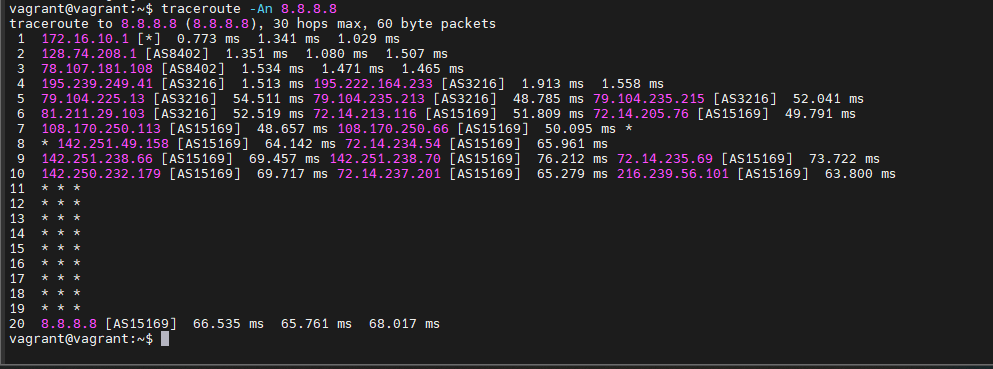 vagrant@vagrant:~$ traceroute -An 8.8.8.8
traceroute to 8.8.8.8 (8.8.8.8), 30 hops max, 60 byte packets
 1  172.16.10.1 [*]  0.773 ms  1.341 ms  1.029 ms
 2  128.74.208.1 [AS8402]  1.351 ms  1.080 ms  1.507 ms
 3  78.107.181.108 [AS8402]  1.534 ms  1.471 ms  1.465 ms
 4  195.239.249.41 [AS3216]  1.513 ms 195.222.164.233 [AS3216]  1.913 ms  1.558 ms
 5  79.104.225.13 [AS3216]  54.511 ms 79.104.235.213 [AS3216]  48.785 ms 79.104.235.215 [AS3216]  52.041 ms
 6  81.211.29.103 [AS3216]  52.519 ms 72.14.213.116 [AS15169]  51.809 ms 72.14.205.76 [AS15169]  49.791 ms
 7  108.170.250.113 [AS15169]  48.657 ms 108.170.250.66 [AS15169]  50.095 ms *
 8  * 142.251.49.158 [AS15169]  64.142 ms 72.14.234.54 [AS15169]  65.961 ms
 9  142.251.238.66 [AS15169]  69.457 ms 142.251.238.70 [AS15169]  76.212 ms 72.14.235.69 [AS15169]  73.722 ms
10  142.250.232.179 [AS15169]  69.717 ms 72.14.237.201 [AS15169]  65.279 ms 216.239.56.101 [AS15169]  63.800 ms
11  * * *
12  * * *
13  * * *
14  * * *
15  * * *
16  * * *
17  * * *
18  * * *
19  * * *
20  8.8.8.8 [AS15169]  66.535 ms  65.761 ms  68.017 ms
vagrant@vagrant:~$